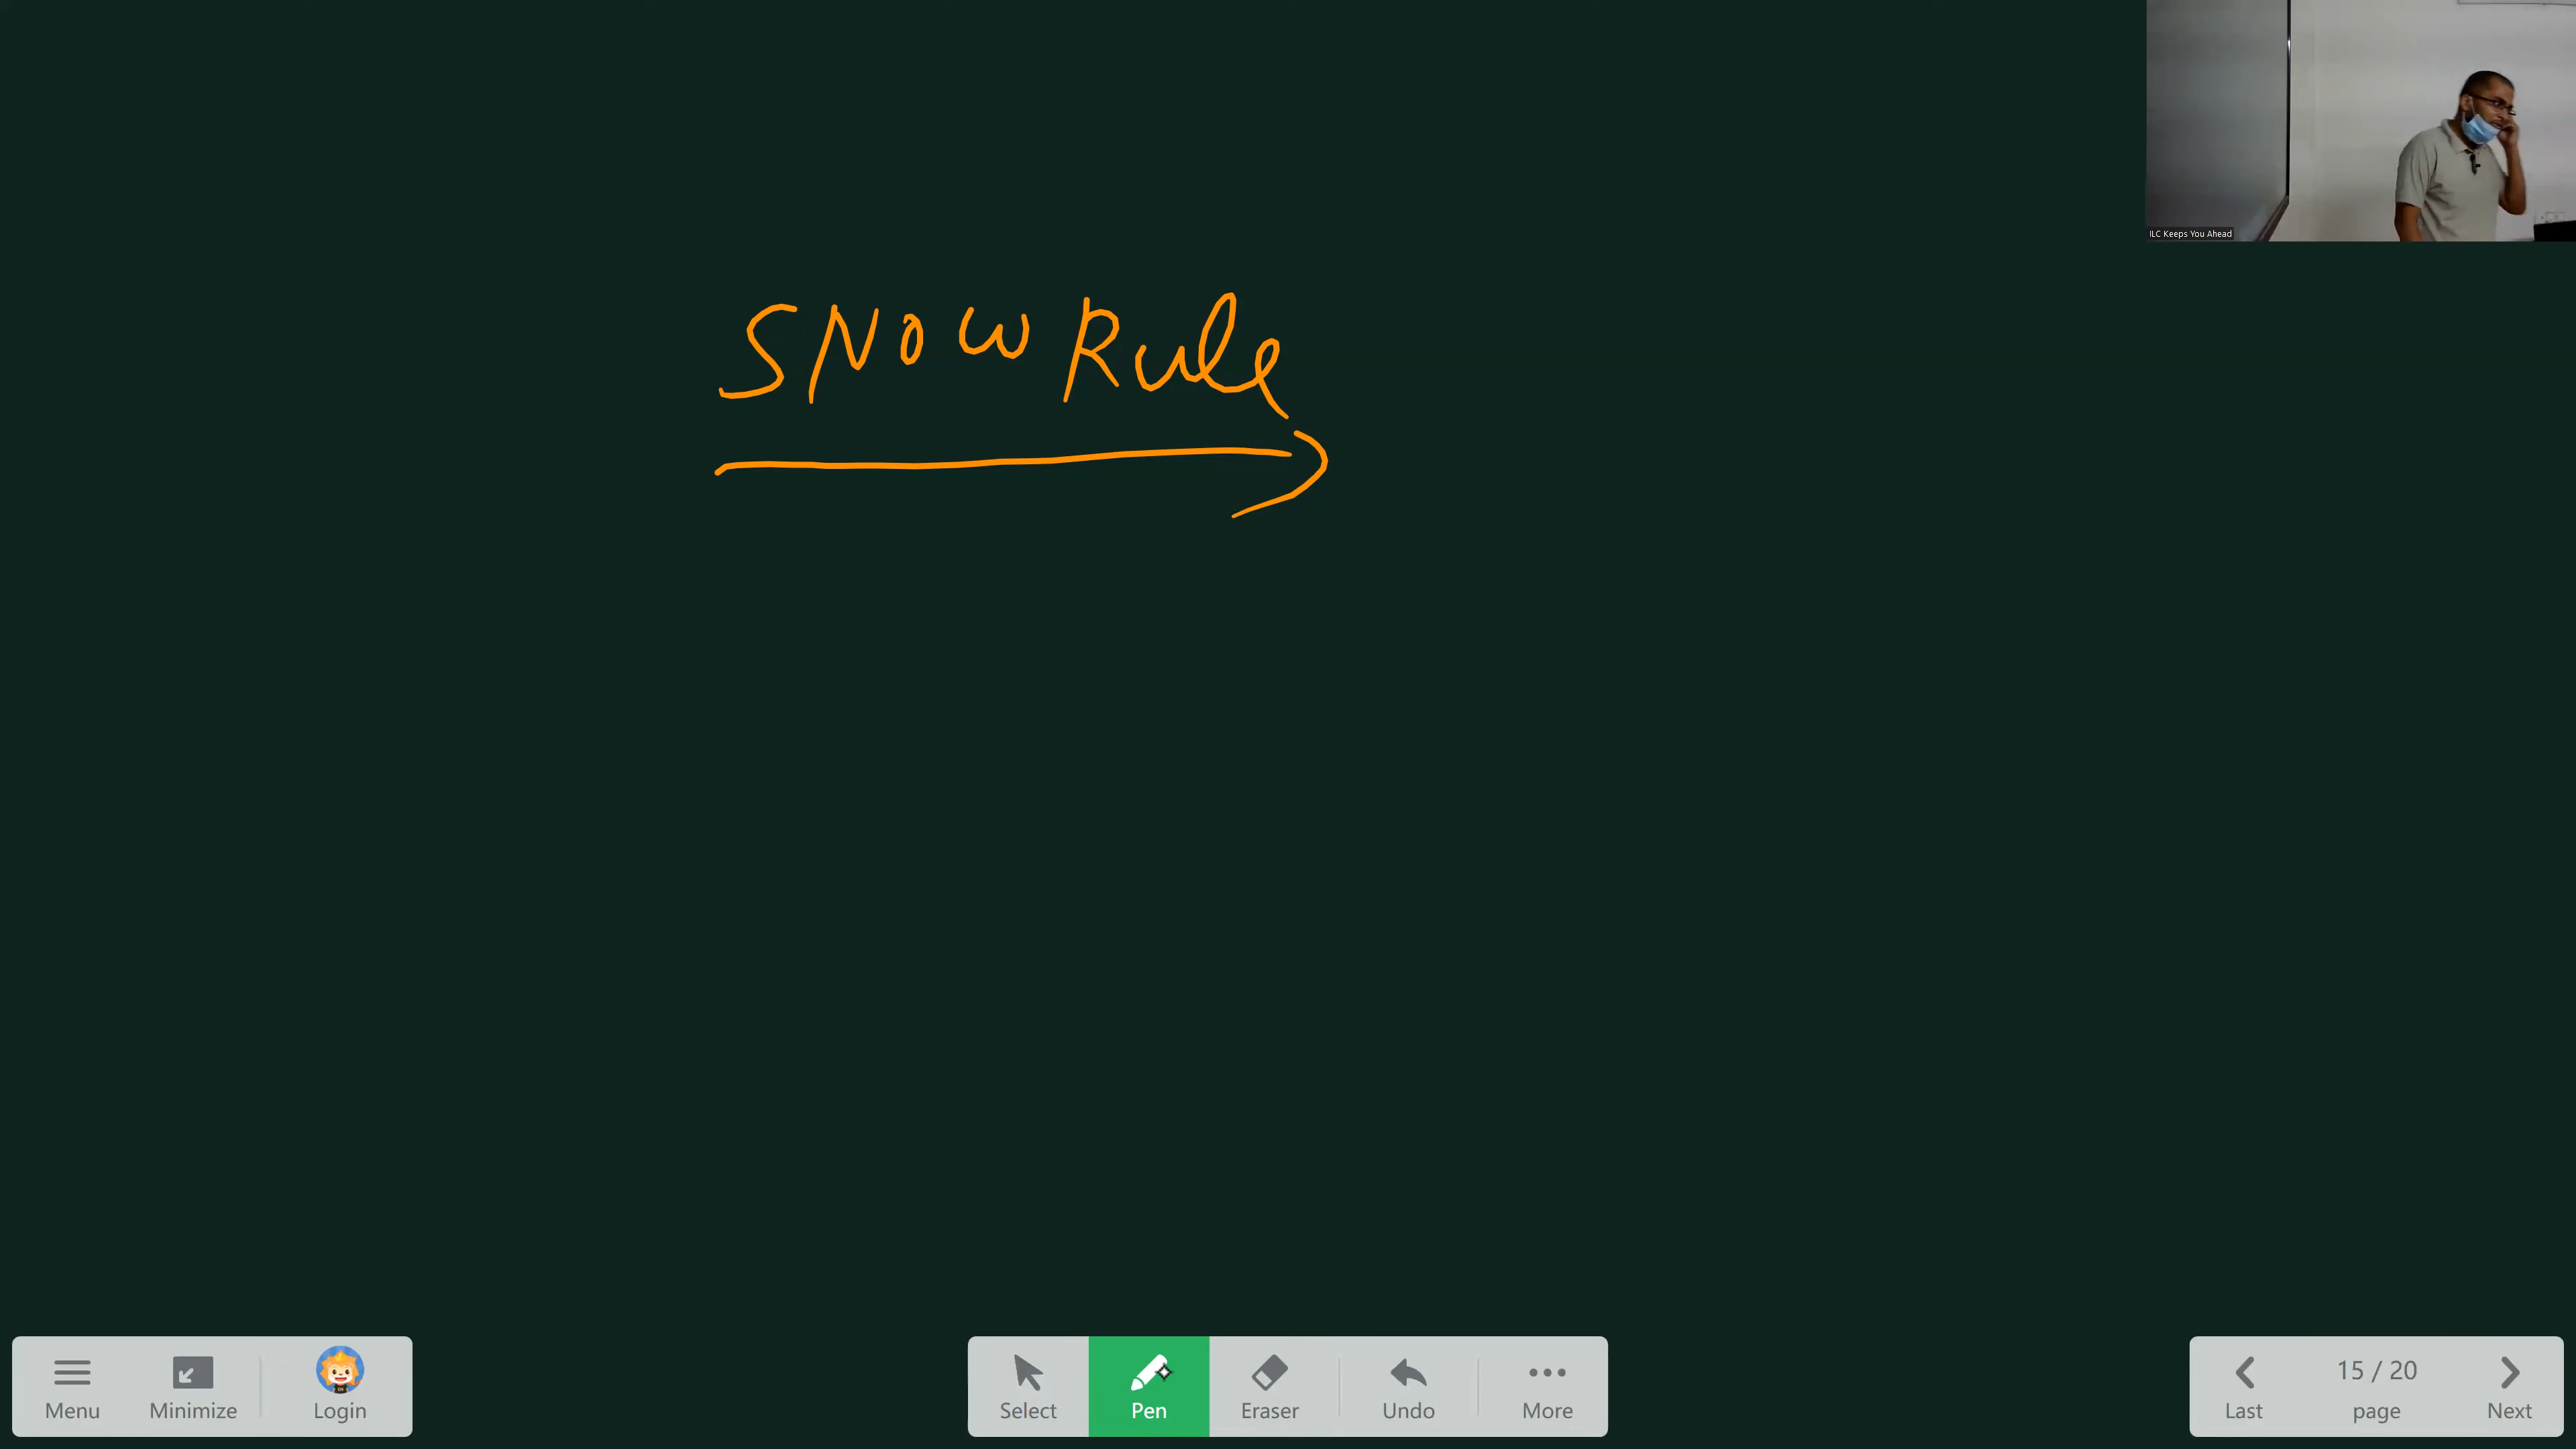 ILC Keeps You Ahead
SNOW Rule
Menu
Minimize
Login
Select
Pen
Eraser
Undo
More
Last
15 / 20
page
Next